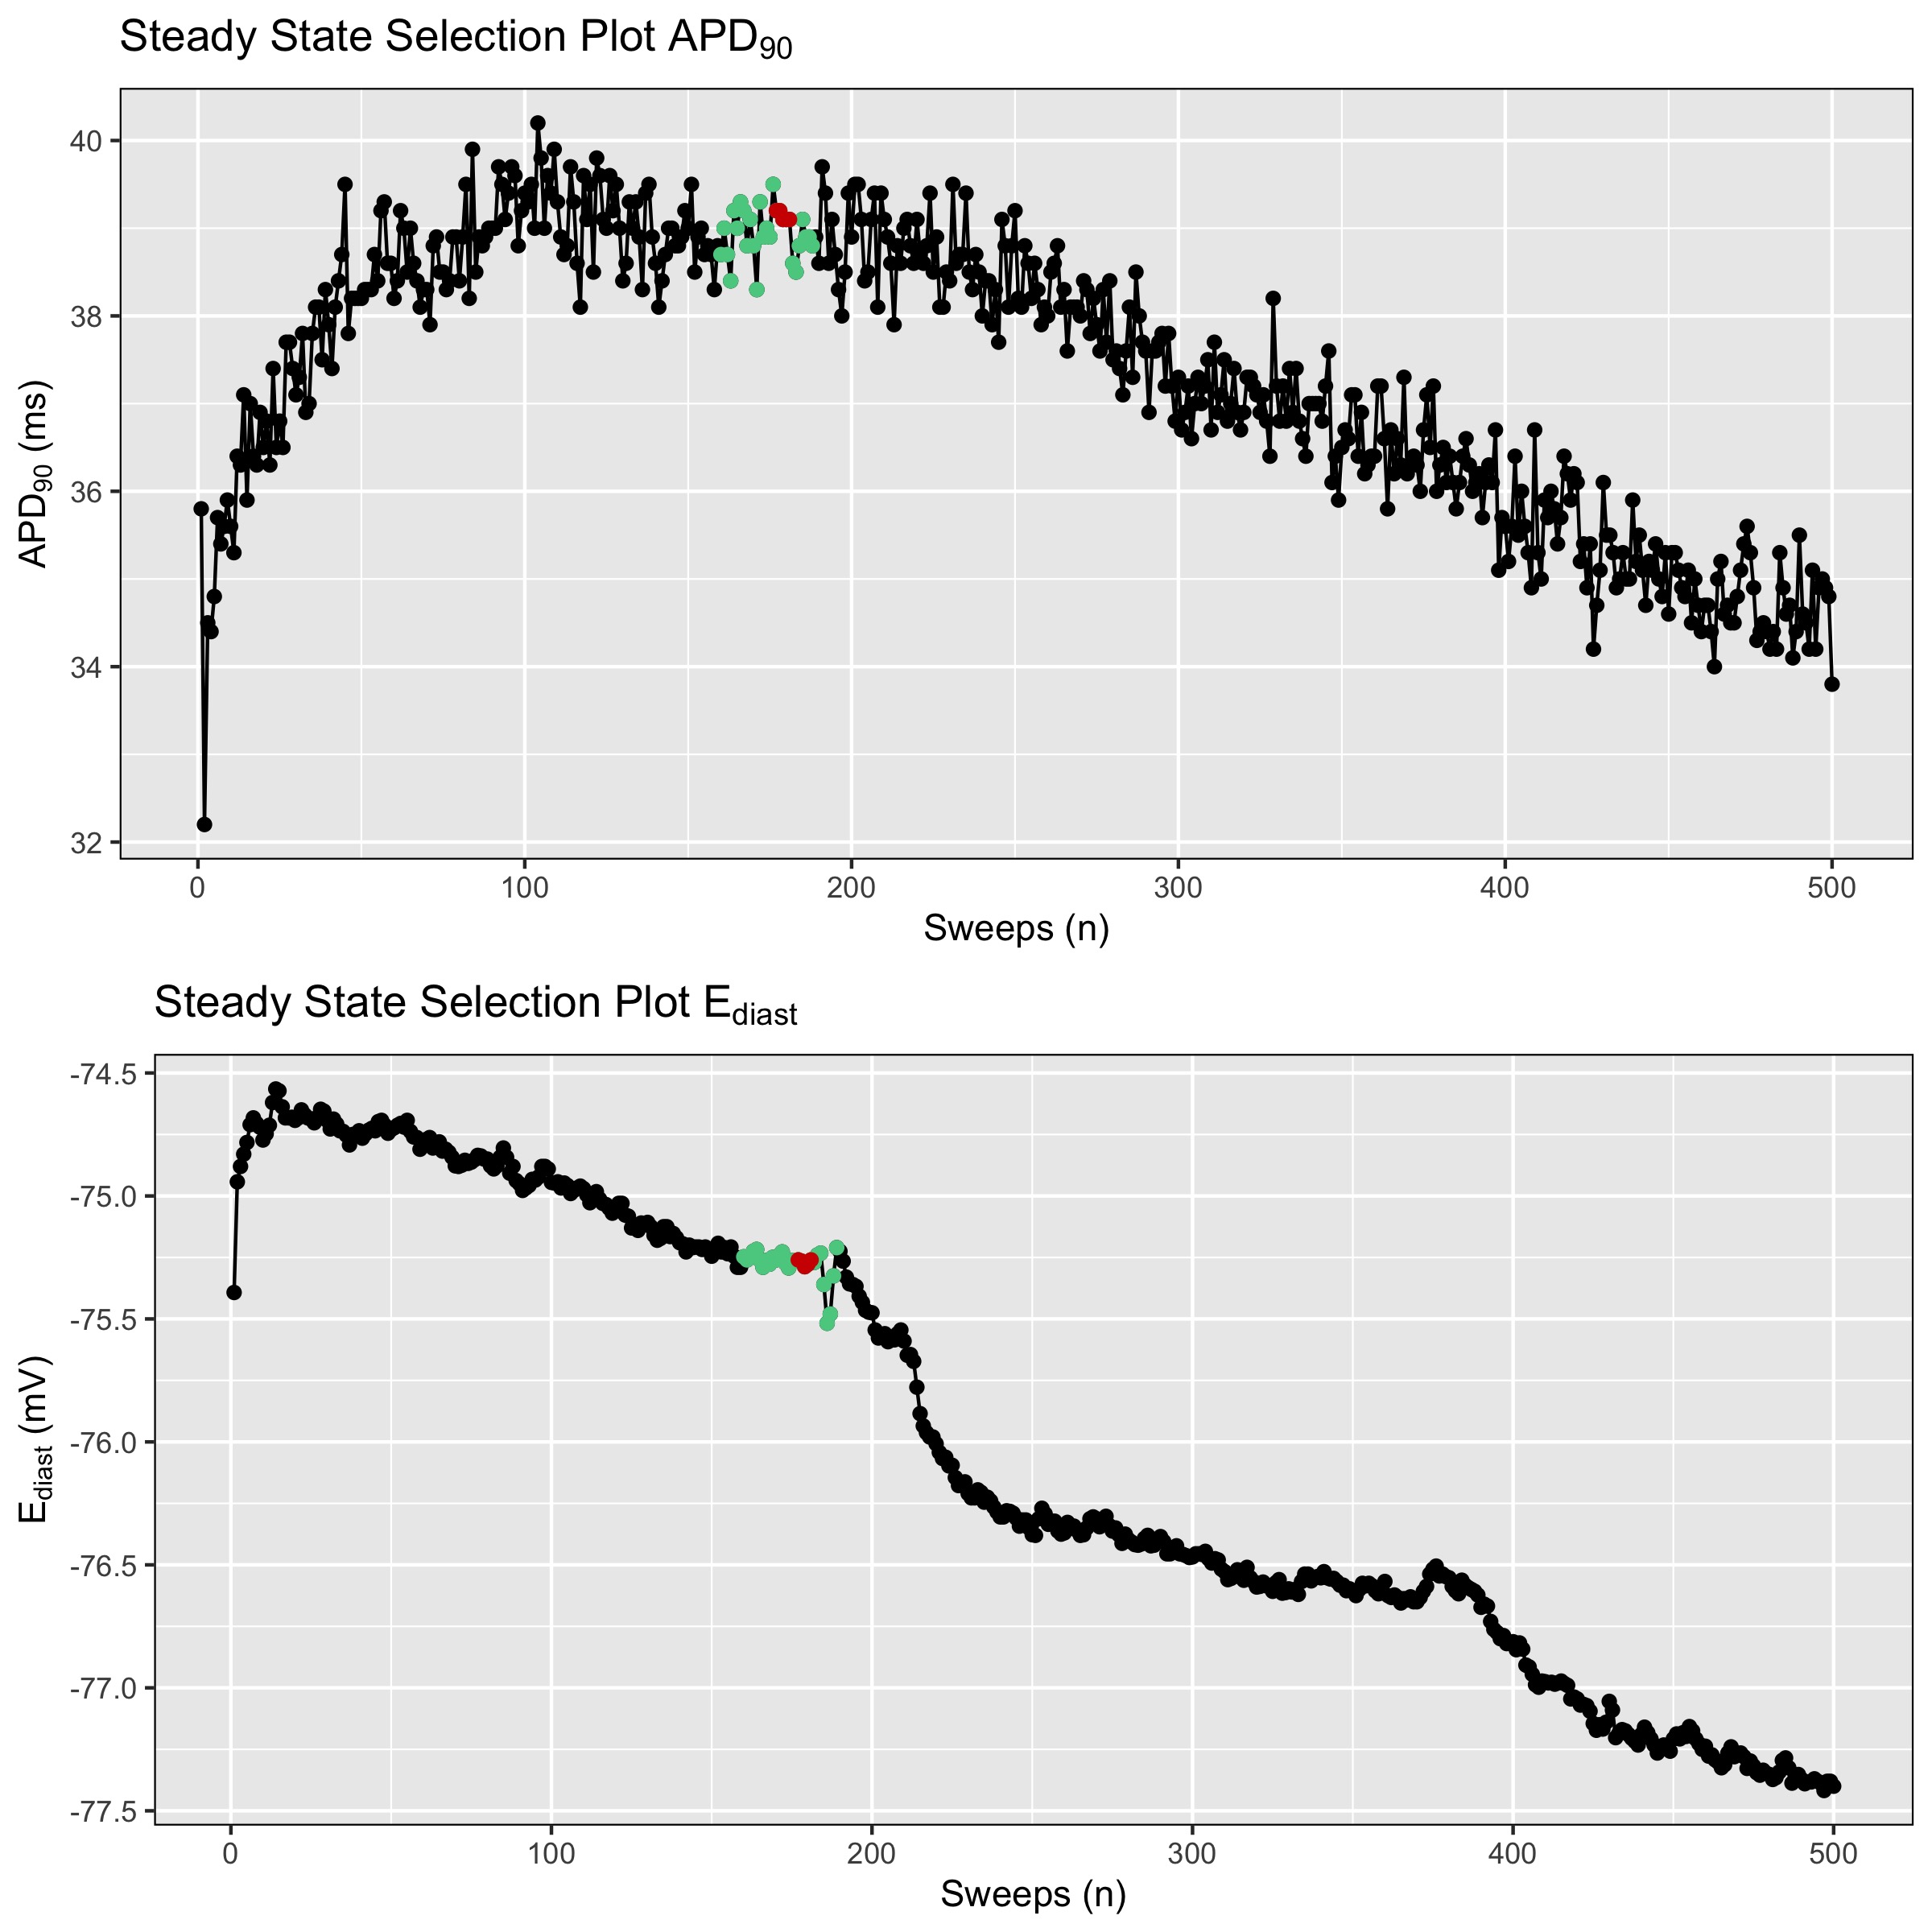 Steady State Selection Plot APD90
40
38
36
34
32
APD90 (ms)
0 100 200 300 400 500
Sweeps (n)
Steady State Selection Plot Ediast
-74.5
-75.0
-75.5
-76.0
-76.5
-77.0
-77.5
Ediast (mV)
0 100 200 300 400 500
Sweeps (n)